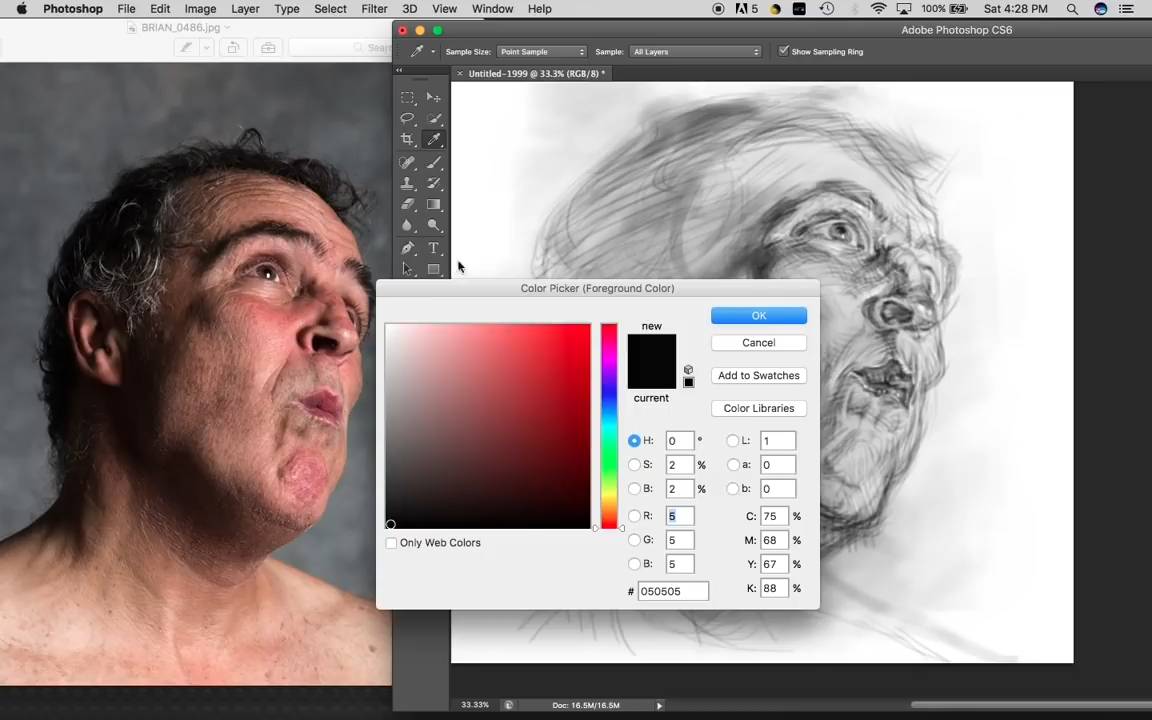 Photoshop File Edit Image Layer Type Select Filter 3D View Window Help 5 100% Sat 4:28 PM
BRIAN_0486.jpg
Adobe Photoshop CS6
Sear
Sample Size: Point Sample Sample: All Layers Show Sampling Ring
× Untitled-1999 @ 33.3% (RGB/8) *
T
Color Picker (Foreground Color)
new
current
OK
Cancel
Add to Swatches
Color Libraries
H: 0 ° L: 1
S: 2 % a: 0
B: 2 % b: 0
R: 5 C: 75 %
G: 5 M: 68 %
B: 5 Y: 67 %
# 050505 K: 88 %
Only Web Colors
33.33% Doc: 16.5M/16.5M